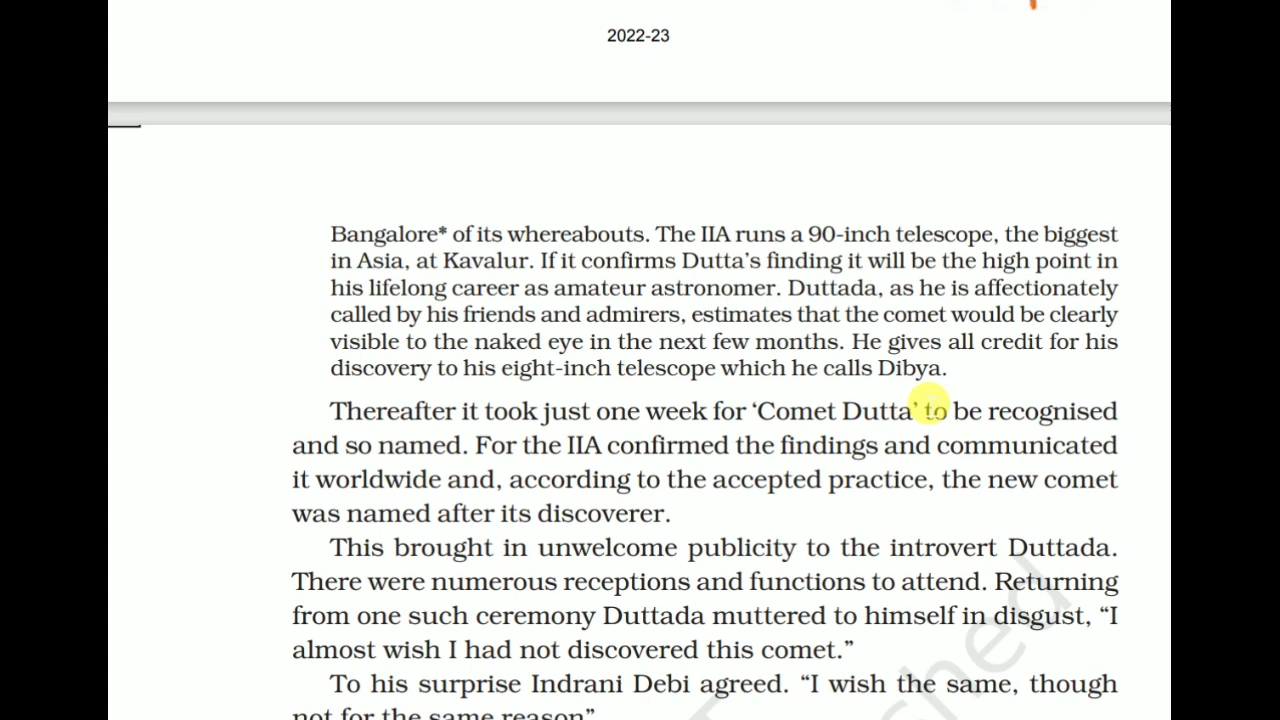 2022-23
Bangalore* of its whereabouts. The IIA runs a 90-inch telescope, the biggest
in Asia, at Kavalur. If it confirms Dutta’s finding it will be the high point in
his lifelong career as amateur astronomer. Duttada, as he is affectionately
called by his friends and admirers, estimates that the comet would be clearly
visible to the naked eye in the next few months. He gives all credit for his
discovery to his eight-inch telescope which he calls Dibya.
Thereafter it took just one week for ‘Comet Dutta’ to be recognised
and so named. For the IIA confirmed the findings and communicated
it worldwide and, according to the accepted practice, the new comet
was named after its discoverer.
This brought in unwelcome publicity to the introvert Duttada.
There were numerous receptions and functions to attend. Returning
from one such ceremony Duttada muttered to himself in disgust, “I
almost wish I had not discovered this comet.”
To his surprise Indrani Debi agreed. “I wish the same, though
not for the same reason”